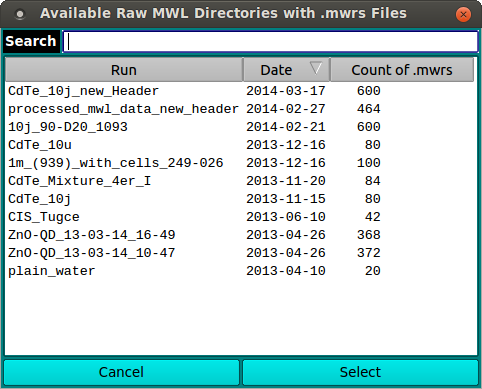 Available Raw MWL Directories with .mwrs Files
Search
Run Date Count of .mwrs
CdTe_10j_new_Header 2014-03-17 600
processed_mwl_data_new_header 2014-02-27 464
10j_90-D20_1093 2014-02-21 600
CdTe_10u 2013-12-16 80
1m_(939)_with_cells_249-026 2013-12-16 100
CdTe_Mixture_4er_I 2013-11-20 84
CdTe_10j 2013-11-15 80
CIS_Tugce 2013-06-10 42
ZnO-QD_13-03-14_16-49 2013-04-26 368
ZnO-QD_13-03-14_10-47 2013-04-26 372
plain_water 2013-04-10 20
Cancel Select